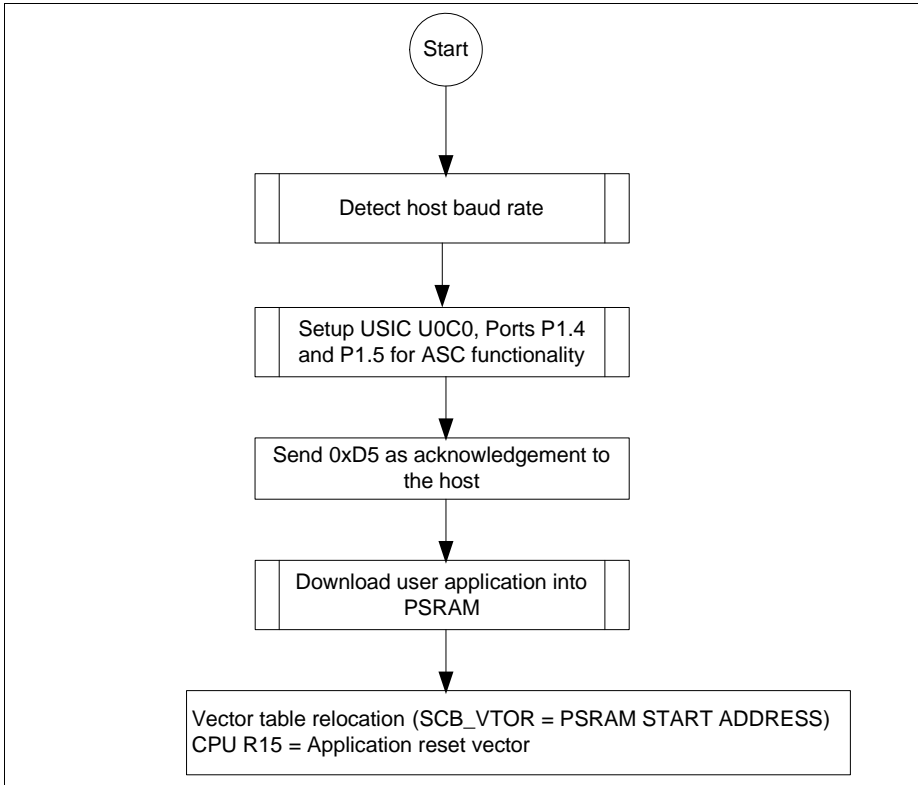 Start
Detect host baud rate
Setup USIC U0C0, Ports P1.4
and P1.5 for ASC functionality
Send 0xD5 as acknowledgement to
the host
Download user application into
PSRAM
Vector table relocation (SCB_VTOR = PSRAM START ADDRESS)
CPU R15 = Application reset vector